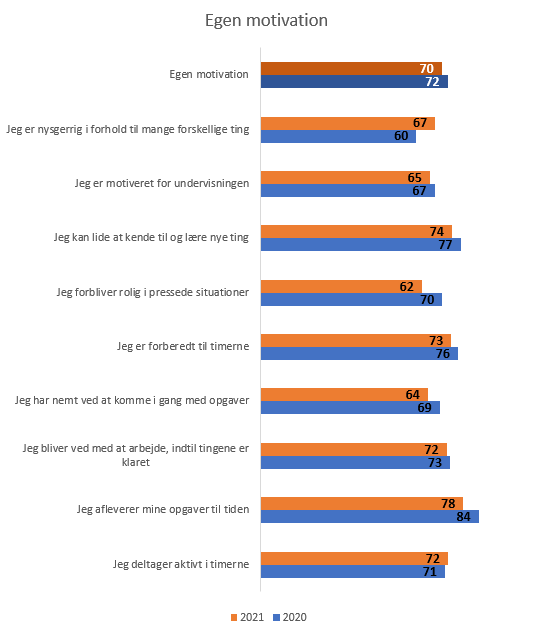 Egen motivation
Egen motivation
70
72
Jeg er nysgerrig i forhold til mange forskellige ting
67
60
Jeg er motiveret for undervisningen
65
67
Jeg kan lide at kende til og lære nye ting
74
77
Jeg forbliver rolig i pressede situationer
62
70
Jeg er forberedt til timerne
73
76
Jeg har nemt ved at komme i gang med opgaver
64
69
Jeg bliver ved med at arbejde, indtil tingene er
klaret
72
73
Jeg afleverer mine opgaver til tiden
78
84
Jeg deltager aktivt i timerne
72
71
2021 2020